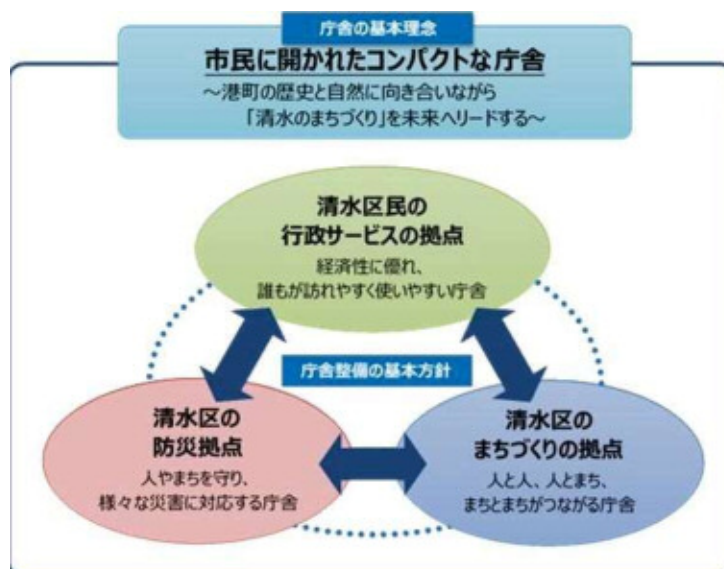 庁舎の基本理念
市民に開かれたコンパクトな庁舎
～港町の歴史と自然に向き合いながら
「清水のまちづくり」を未来へリードする～
清水区民の
行政サービスの拠点
経済性に優れ、
誰もが訪れやすく使いやすい庁舎
庁舎整備の基本方針
清水区の
防災拠点
人やまちを守り、
様々な災害に対応する庁舎
清水区の
まちづくりの拠点
人と人、人とまち、
まちとまちがつながる庁舎